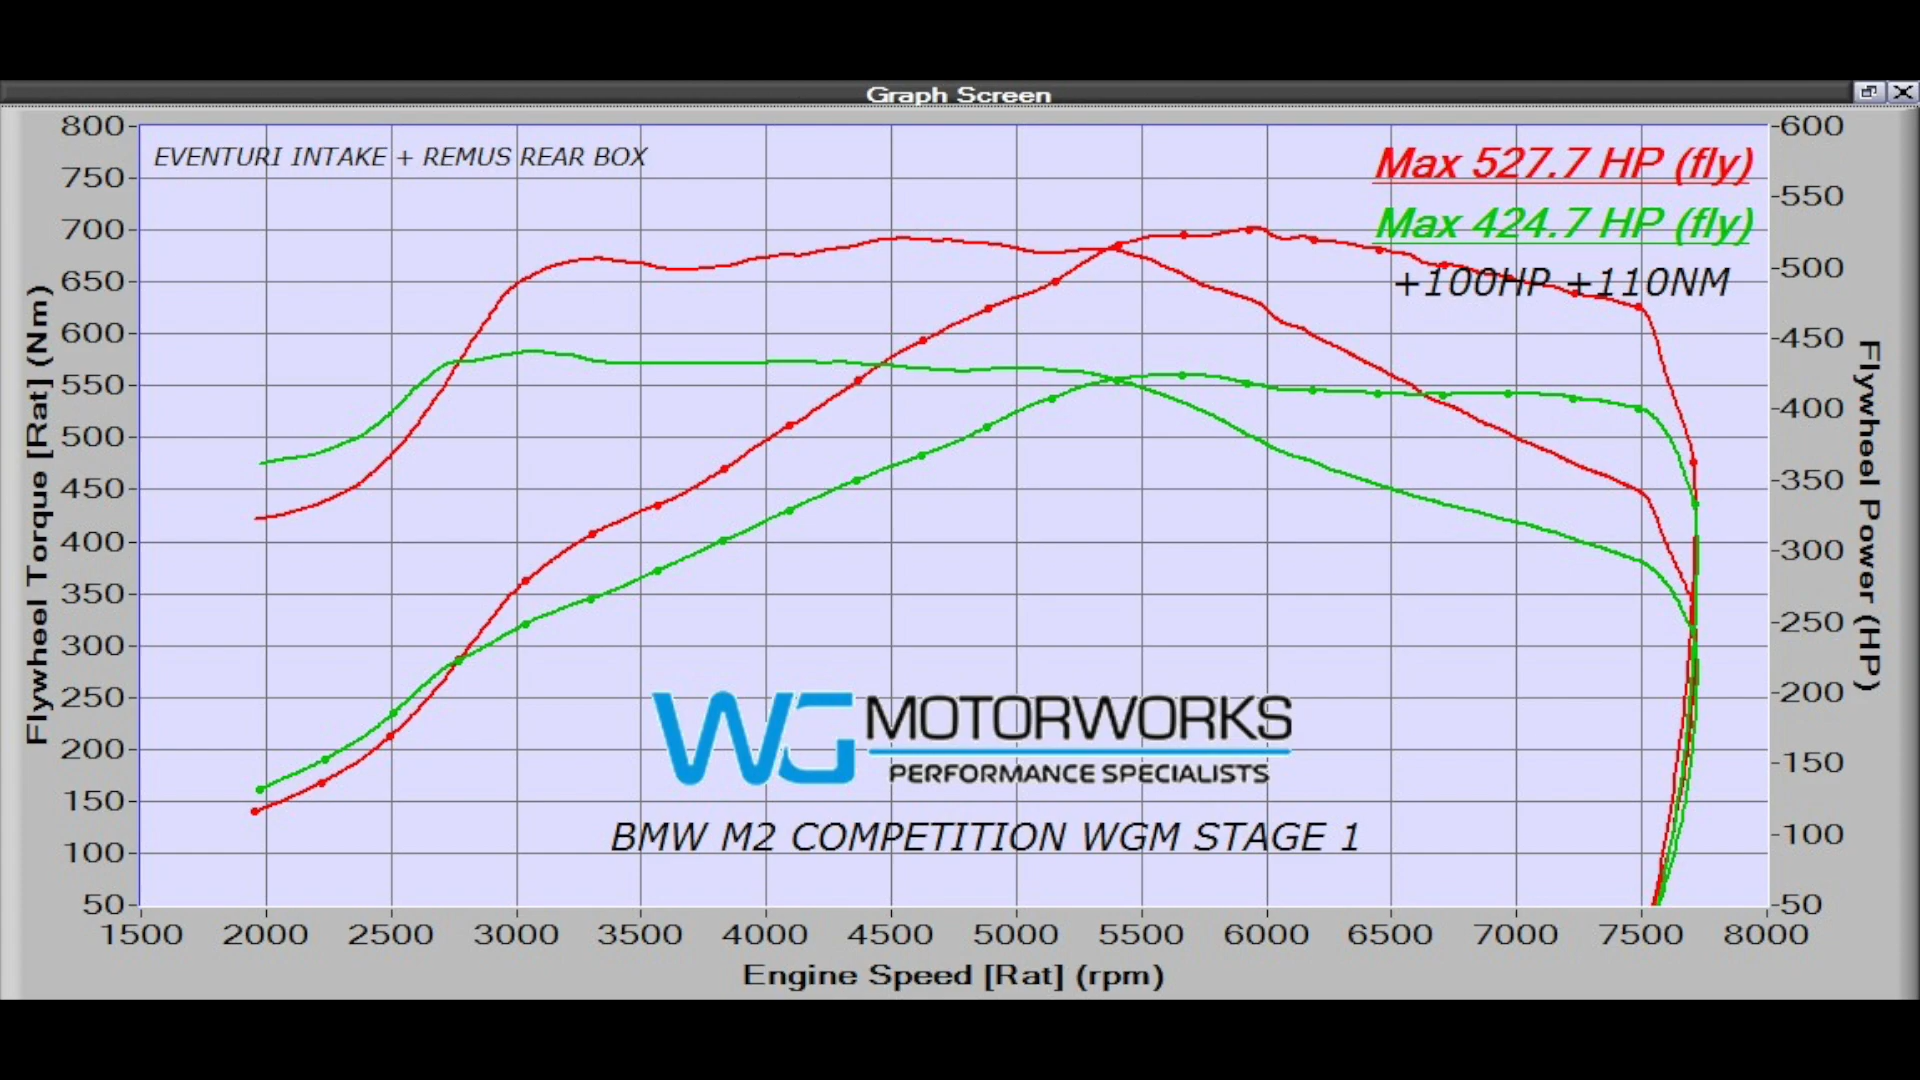 Graph Screen
EVENTURI INTAKE + REMUS REAR BOX
Max 527.7 HP (fly)
Max 424.7 HP (fly)
+100HP +110NM
Flywheel Torque [Rat] (Nm)
800
750
700
650
600
550
500
450
400
350
300
250
200
150
100
50
600
550
500
450
400
350
300
250
200
150
100
50
Flywheel Power (HP)
WG MOTORWORKS
PERFORMANCE SPECIALISTS
BMW M2 COMPETITION WGM STAGE 1
1500 2000 2500 3000 3500 4000 4500 5000 5500 6000 6500 7000 7500 8000
Engine Speed [Rat] (rpm)